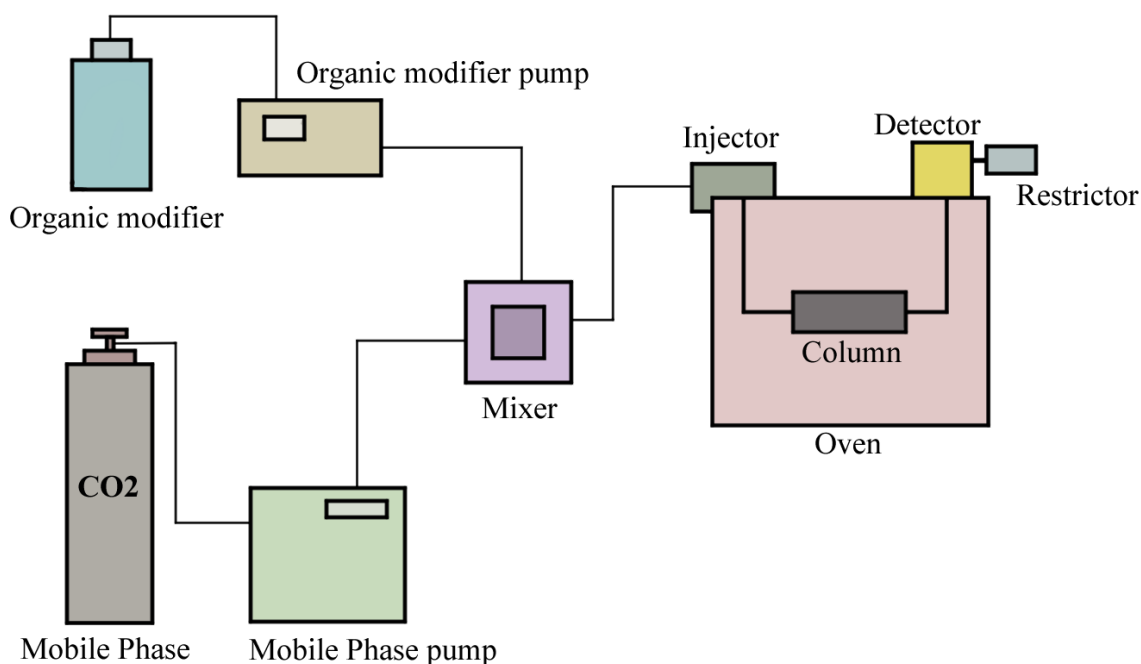 Organic modifier pump
Organic modifier
Injector
Detector
Restrictor
Column
Oven
Mixer
CO2
Mobile Phase
Mobile Phase pump